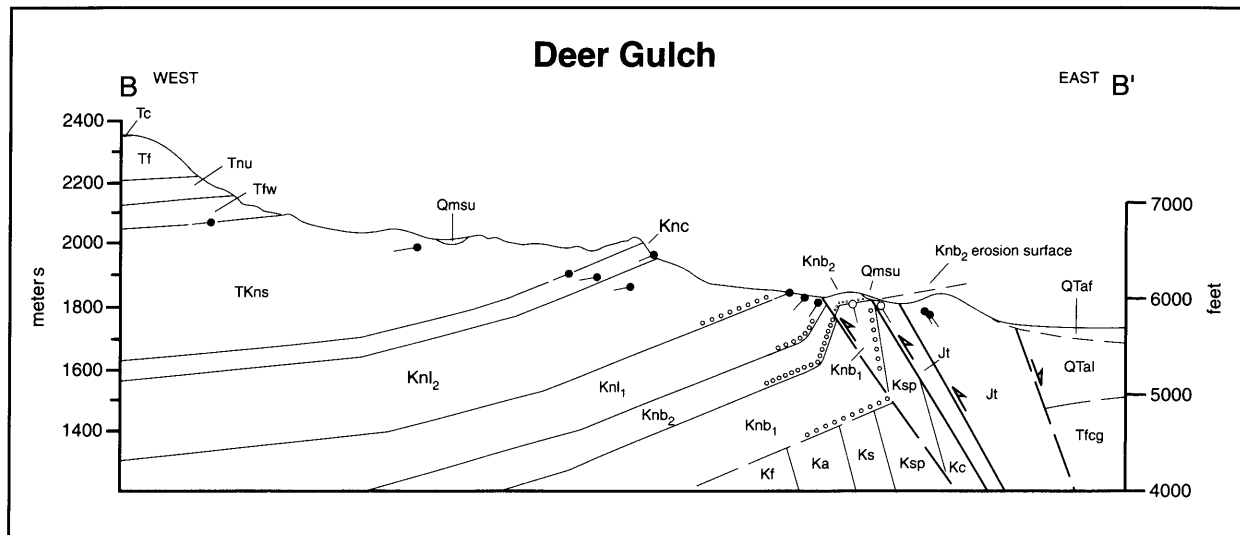 Deer Gulch
B WEST
EAST B'
Tc
2400
Tf
Tnu
2200
Tfw
Qmsu
7000
Knc
2000
Knb2 erosion surface
Knb2
Qmsu
QTaf
TKns
meters
1800
6000
feet
1600
Knl2
Knl1
Knb1
Ksp
Jt
Jt
QTal
5000
1400
Knb2
Knb1
Tfcg
Kf
Ka
Ks
Ksp
Kc
4000